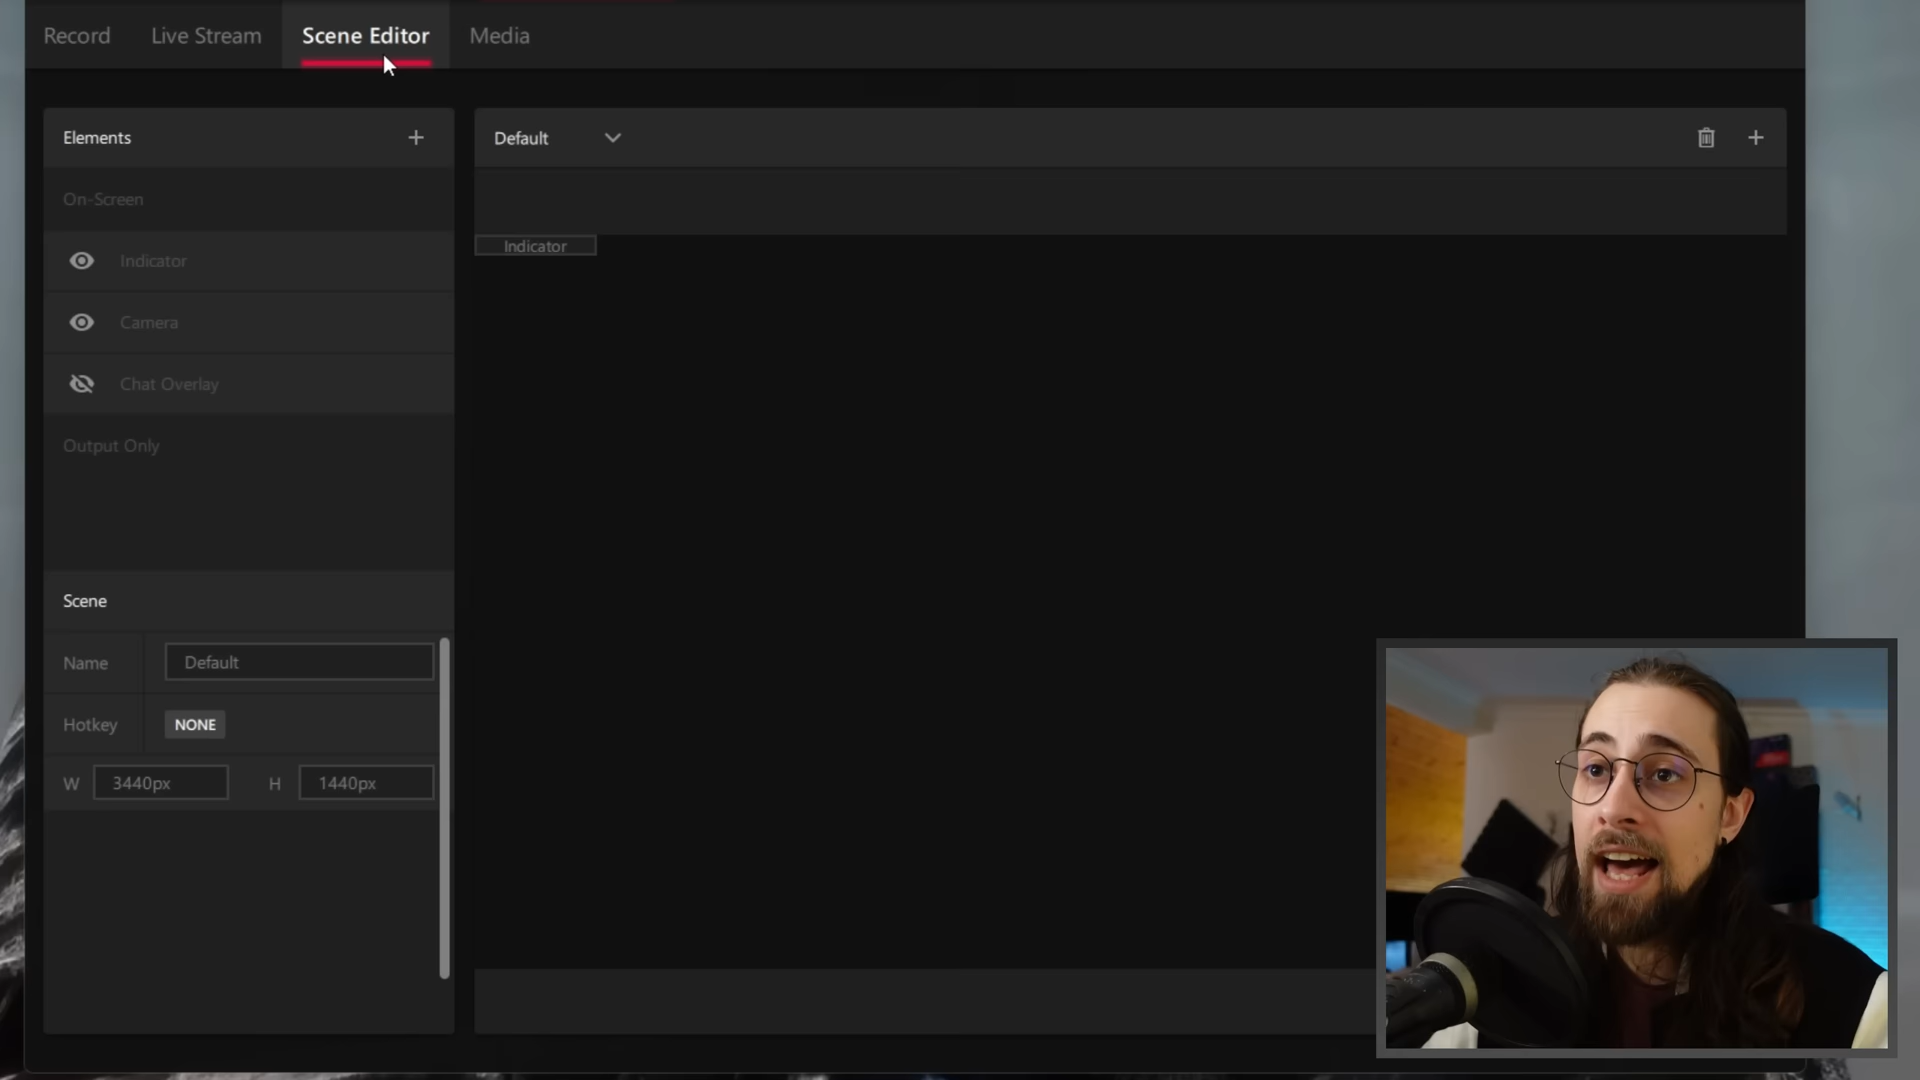 Record
Live Stream
Scene Editor
Media
Elements
Default
On-Screen
Indicator
Indicator
Camera
Chat Overlay
Output Only
Scene
Name
Default
Hotkey
NONE
W
3440px
H
1440px